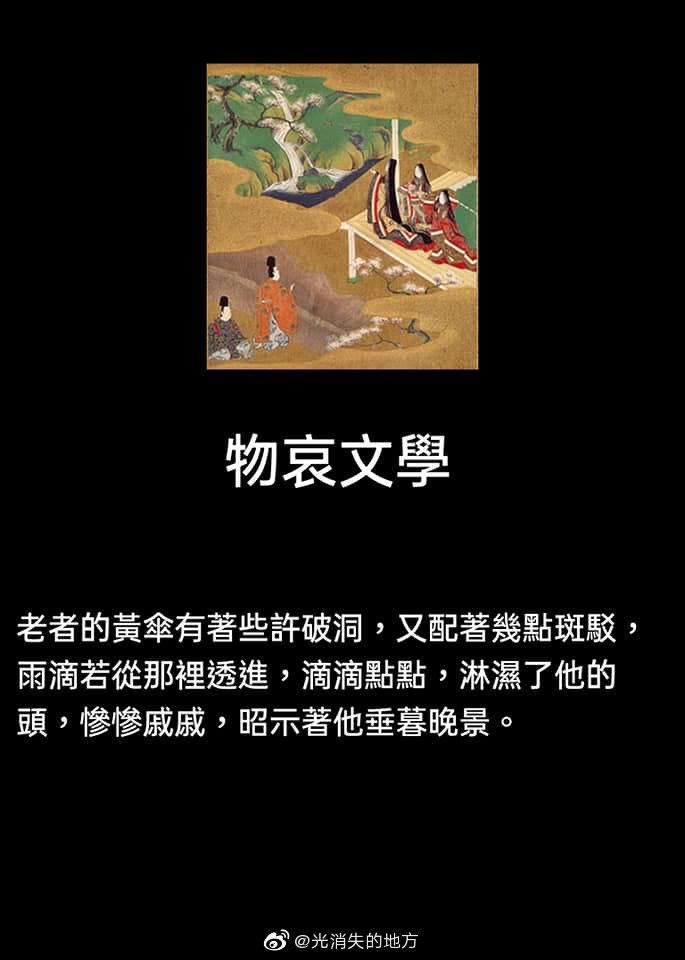 物哀文學
老者的黃傘有著些許破洞，又配著幾點斑駁，
雨滴若從那裡透進，滴滴點點，淋濕了他的
頭，慘慘戚戚，昭示著他垂暮晚景。
@光消失的地方